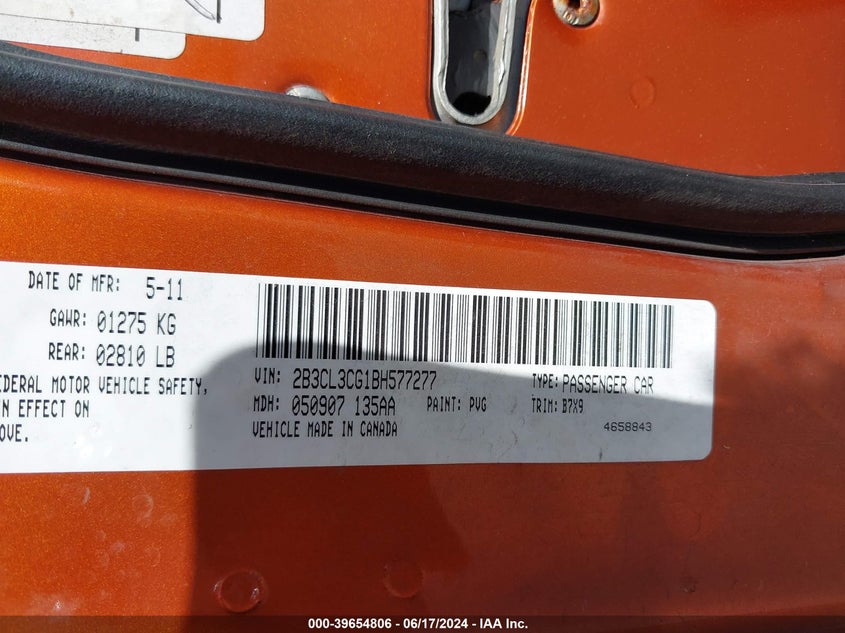 DATE OF MFR: 5-11
GAWR: 01275 KG
REAR: 02810 LB
FEDERAL MOTOR VEHICLE SAFETY,
IN EFFECT ON
OVE.
VIN: 2B3CL3CG1BH577277 TYPE: PASSENGER CAR
MDH: 050907 135AA PAINT: PVG TRIM: B7X9
VEHICLE MADE IN CANADA 4658843
000-39654806 - 06/17/2024 - IAA Inc.